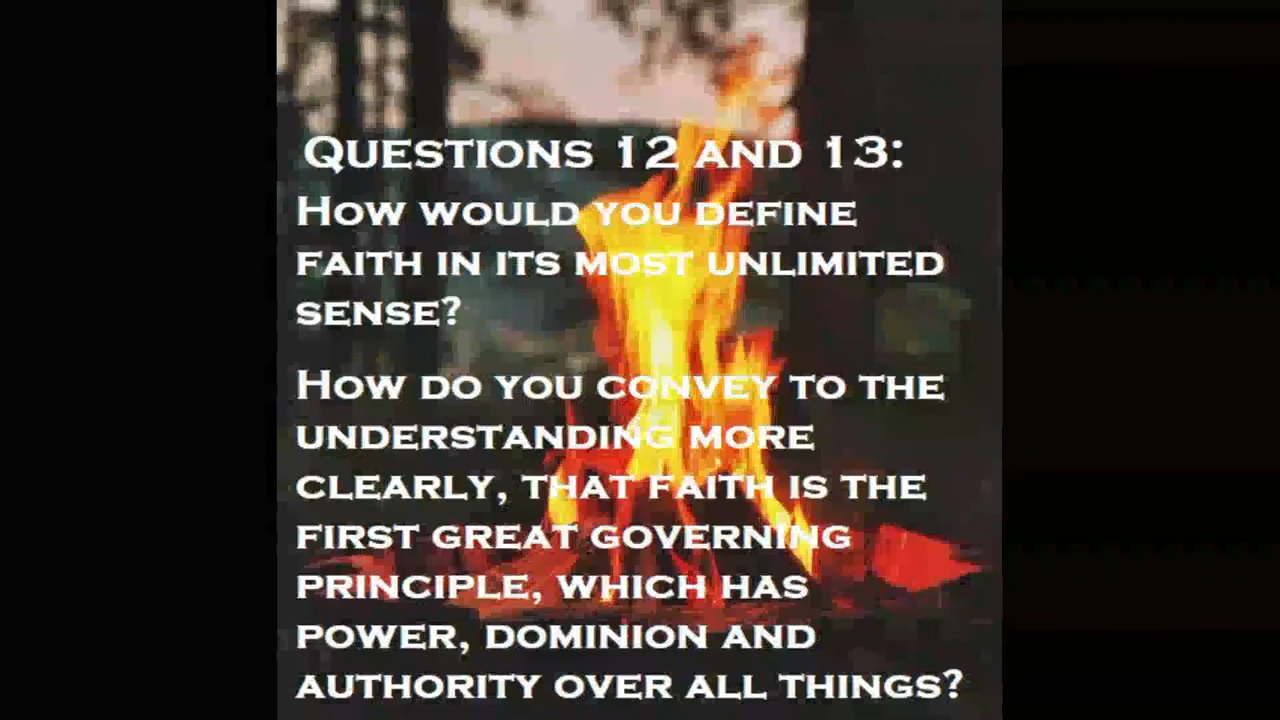 Questions 12 and 13:
How would you define
faith in its most unlimited
sense?
How do you convey to the
understanding more
clearly, that faith is the
first great governing
principle, which has
power, dominion and
authority over all things?